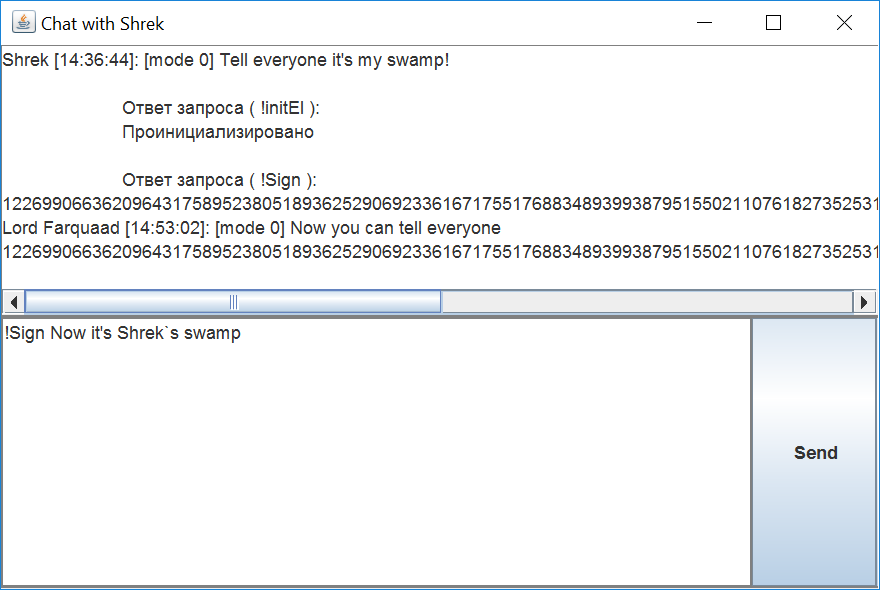 Chat with Shrek
Shrek [14:36:44]: [mode 0] Tell everyone it's my swamp!
Ответ запроса ( !initEl ):
Проинициализировано
Ответ запроса ( !Sign ):
1226990663620964317589523805189362529069233616717551768834893993879515502110761827352531
Lord Farquaad [14:53:02]: [mode 0] Now you can tell everyone
1226990663620964317589523805189362529069233616717551768834893993879515502110761827352531
!Sign Now it's Shrek`s swamp
Send